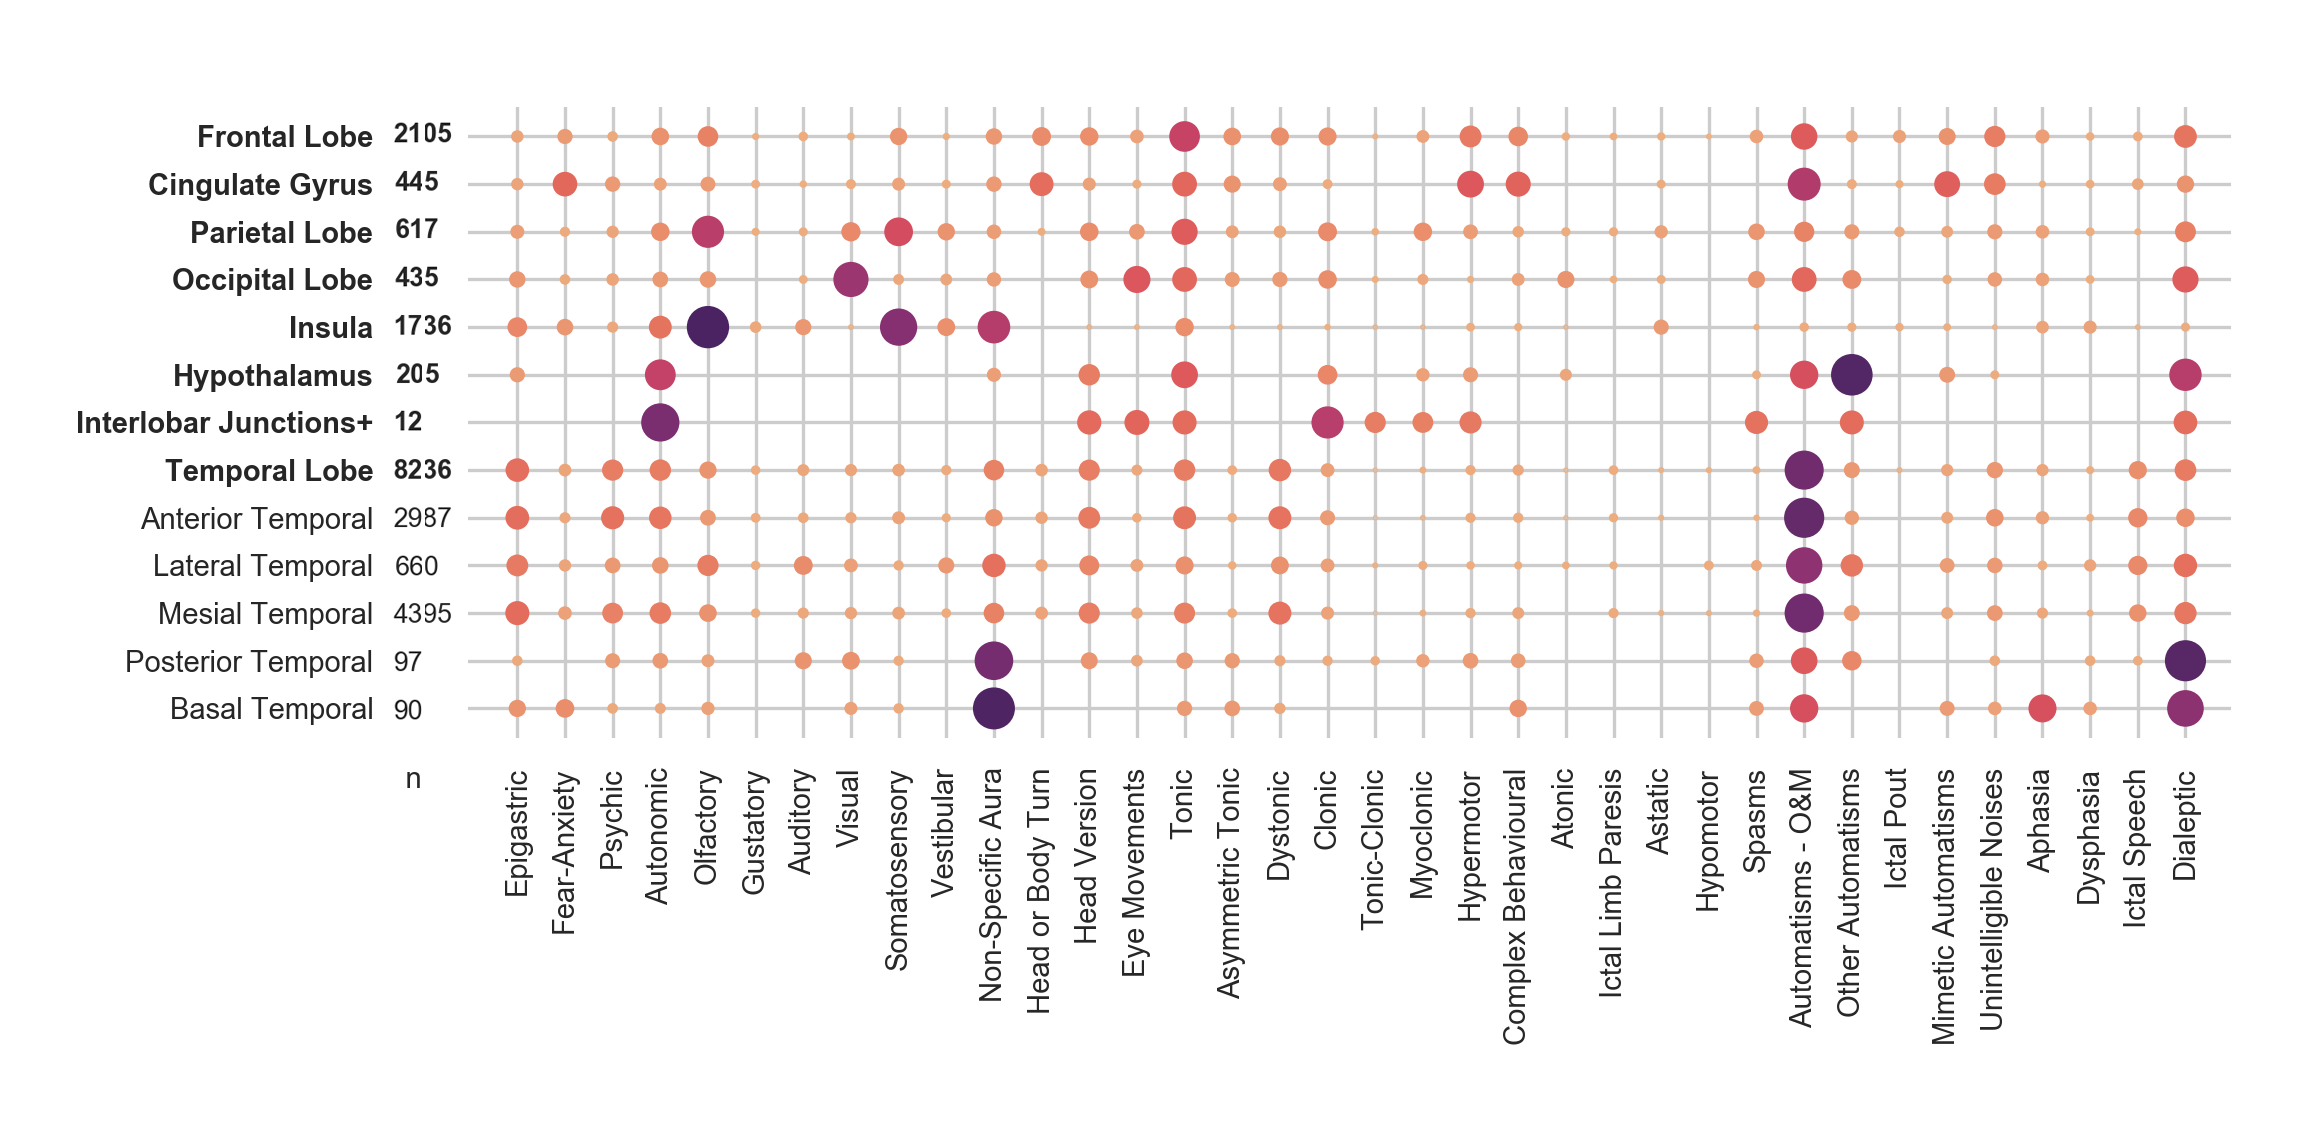 Frontal Lobe 2105
Cingulate Gyrus 445
Parietal Lobe 617
Occipital Lobe 435
Insula 1736
Hypothalamus 205
Interlobar Junctions+ 12
Temporal Lobe 8236
Anterior Temporal 2987
Lateral Temporal 660
Mesial Temporal 4395
Posterior Temporal 97
Basal Temporal 90
n
Epigastric
Fear-Anxiety
Psychic
Autonomic
Olfactory
Gustatory
Auditory
Visual
Somatosensory
Vestibular
Non-Specific Aura
Head or Body Turn
Head Version
Eye Movements
Tonic
Asymmetric Tonic
Dystonic
Clonic
Tonic-Clonic
Myoclonic
Hypermotor
Complex Behavioural
Atonic
Ictal Limb Paresis
Astatic
Hypomotor
Spasms
Automatisms - O&M
Other Automatisms
Ictal Pout
Mimetic Automatisms
Unintelligible Noises
Aphasia
Dysphasia
Ictal Speech
Dialeptic